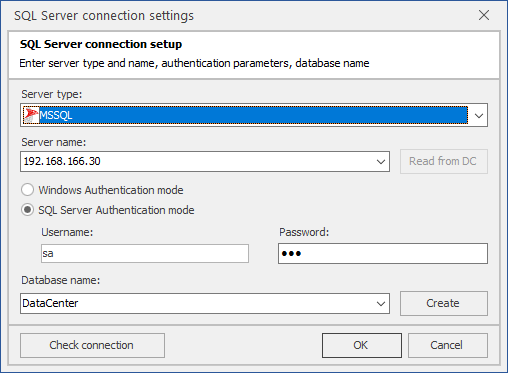 SQL Server connection settings
SQL Server connection setup
Enter server type and name, authentication parameters, database name
Server type:
MSSQL
Server name:
192.168.166.30
Read from DC
Windows Authentication mode
SQL Server Authentication mode
Username:
Password:
sa
●●●
Database name:
DataCenter
Create
Check connection
OK
Cancel